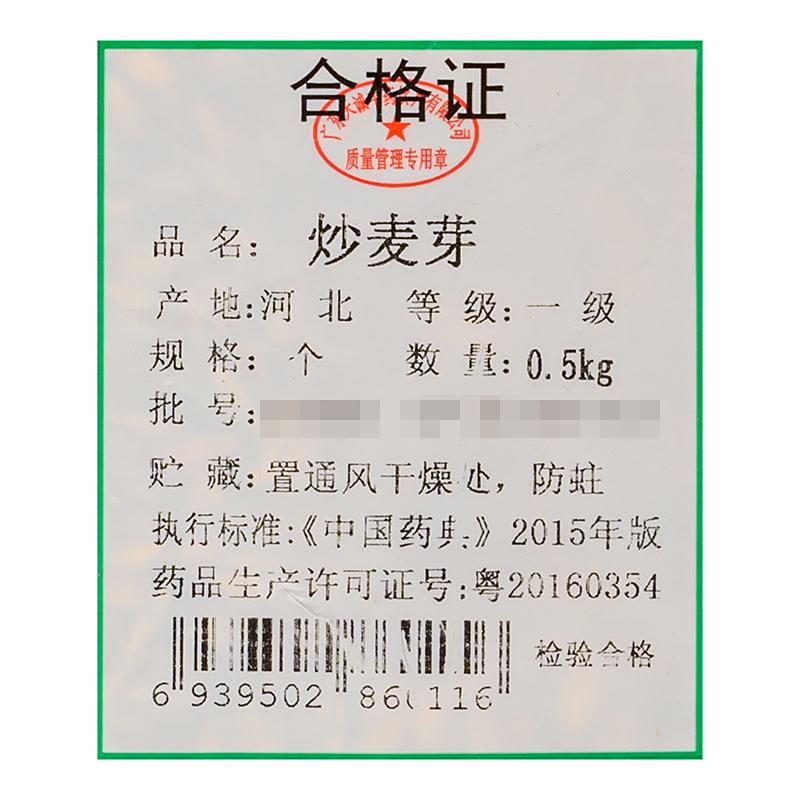 合格证
质量管理专用章
品 名: 炒麦芽
产 地:河 北 等 级:一 级
规 格: 个 数 量: 0.5kg
批 号:
贮 藏:置通风干燥处,防蛀
执行标准:《中国药典》2015年版
药品生产许可证号:粤20160354
检验合格
6 939502 86 116